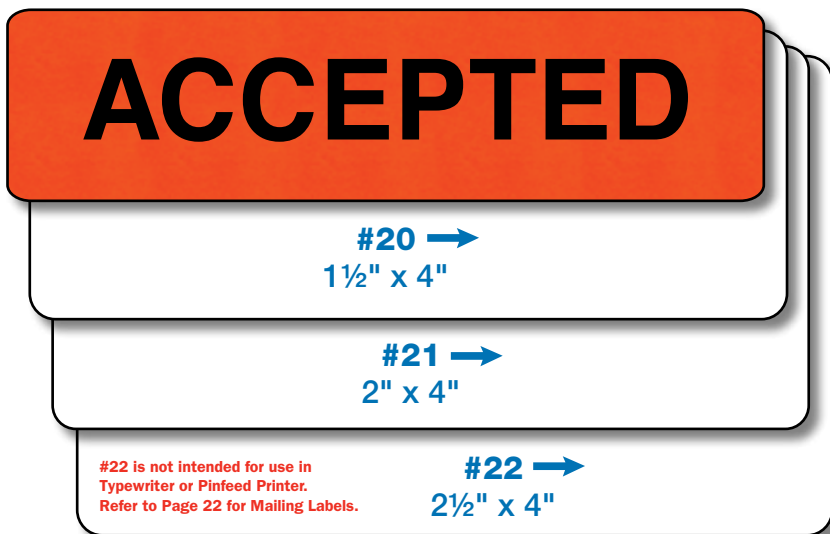 ACCEPTED
#20
1½" x 4"
#21
2" x 4"
#22 is not intended for use in
Typewriter or Pinfeed Printer.
Refer to Page 22 for Mailing Labels.
#22
2½" x 4"